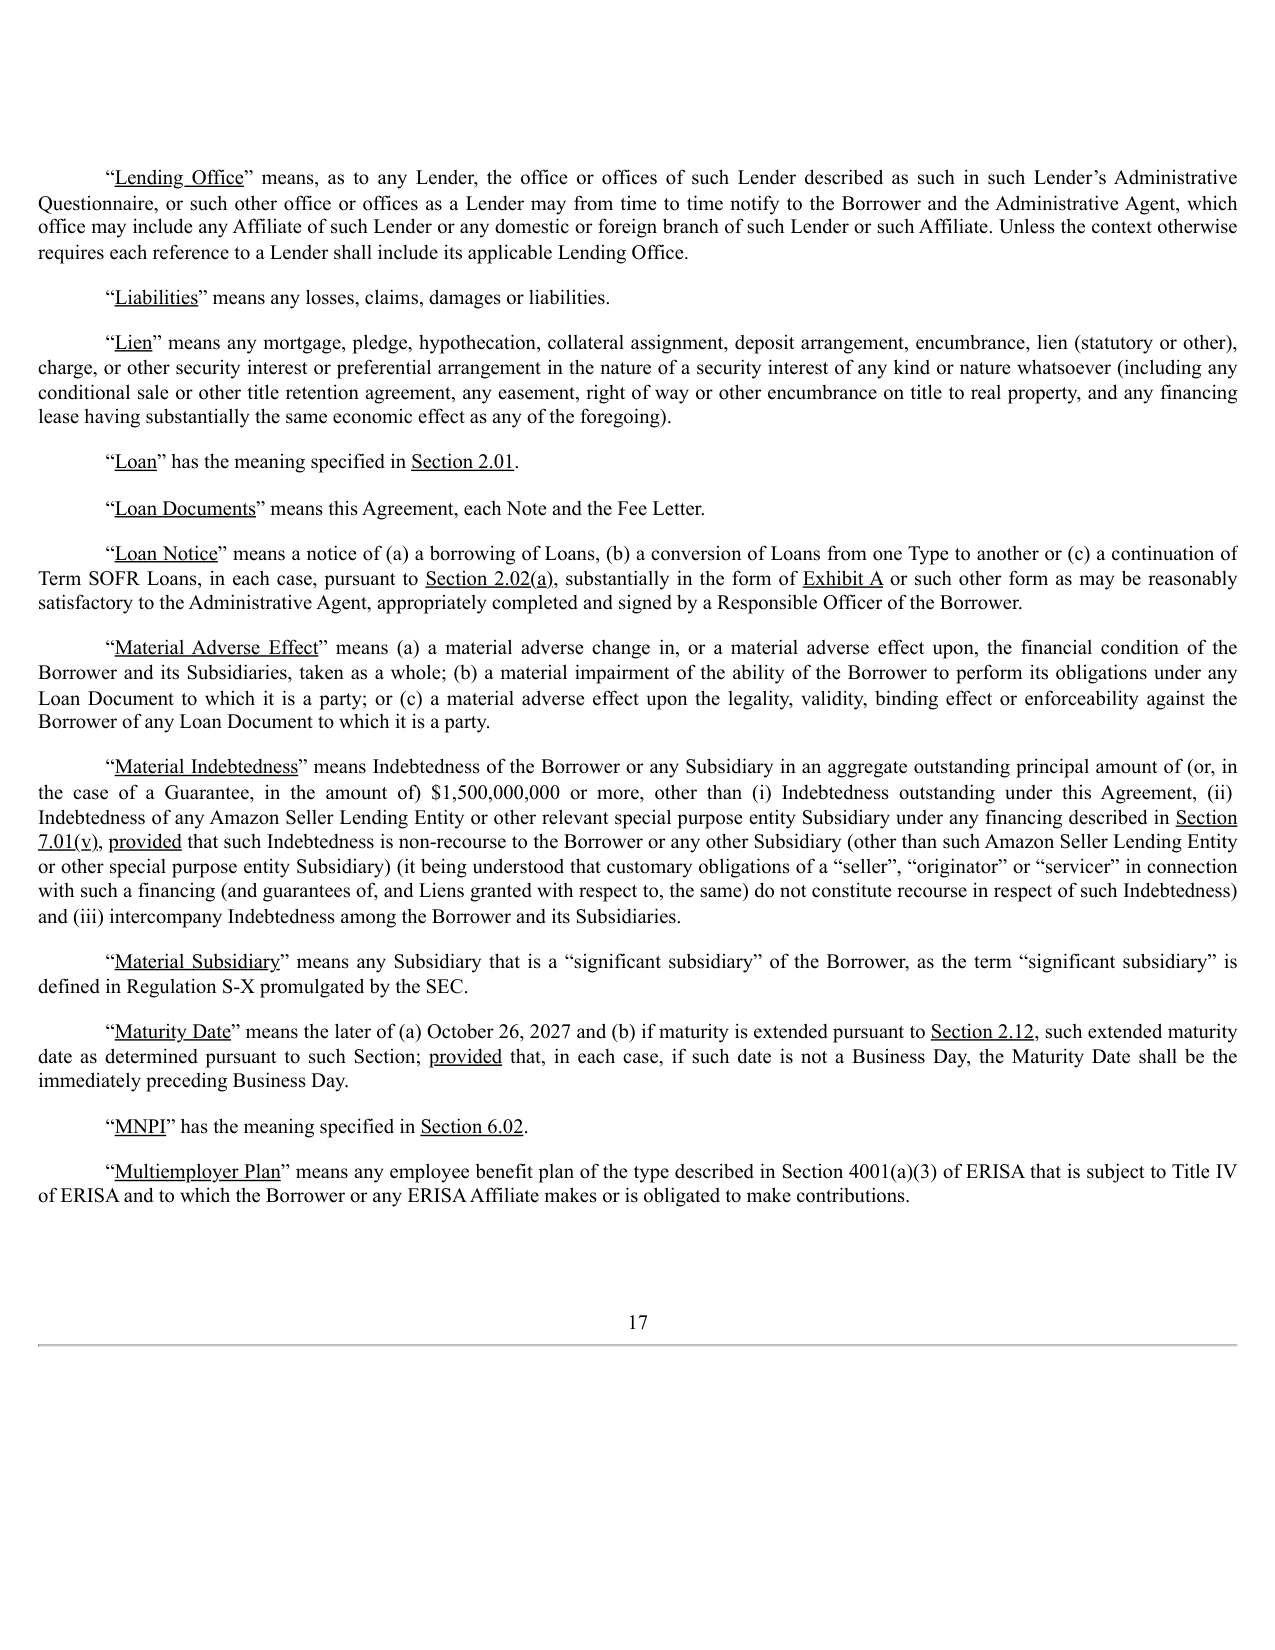 “Lending Office” means, as to any Lender, the office or offices of such Lender described as such in such Lender’s Administrative
Questionnaire, or such other office or offices as a Lender may from time to time notify to the Borrower and the Administrative Agent, which
office may include any Affiliate of such Lender or any domestic or foreign branch of such Lender or such Affiliate. Unless the context otherwise
requires each reference to a Lender shall include its applicable Lending Office.
“Liabilities” means any losses, claims, damages or liabilities.
“Lien” means any mortgage, pledge, hypothecation, collateral assignment, deposit arrangement, encumbrance, lien (statutory or other),
charge, or other security interest or preferential arrangement in the nature of a security interest of any kind or nature whatsoever (including any
conditional sale or other title retention agreement, any easement, right of way or other encumbrance on title to real property, and any financing
lease having substantially the same economic effect as any of the foregoing).
“Loan” has the meaning specified in Section 2.01.
“Loan Documents” means this Agreement, each Note and the Fee Letter.
“Loan Notice” means a notice of (a) a borrowing of Loans, (b) a conversion of Loans from one Type to another or (c) a continuation of
Term SOFR Loans, in each case, pursuant to Section 2.02(a), substantially in the form of Exhibit A or such other form as may be reasonably
satisfactory to the Administrative Agent, appropriately completed and signed by a Responsible Officer of the Borrower.
“Material Adverse Effect” means (a) a material adverse change in, or a material adverse effect upon, the financial condition of the
Borrower and its Subsidiaries, taken as a whole; (b) a material impairment of the ability of the Borrower to perform its obligations under any
Loan Document to which it is a party; or (c) a material adverse effect upon the legality, validity, binding effect or enforceability against the
Borrower of any Loan Document to which it is a party.
“Material Indebtedness” means Indebtedness of the Borrower or any Subsidiary in an aggregate outstanding principal amount of (or, in
the case of a Guarantee, in the amount of) $1,500,000,000 or more, other than (i) Indebtedness outstanding under this Agreement, (ii)
Indebtedness of any Amazon Seller Lending Entity or other relevant special purpose entity Subsidiary under any financing described in Section
7.01(v), provided that such Indebtedness is non-recourse to the Borrower or any other Subsidiary (other than such Amazon Seller Lending Entity
or other special purpose entity Subsidiary) (it being understood that customary obligations of a “seller”, “originator” or “servicer” in connection
with such a financing (and guarantees of, and Liens granted with respect to, the same) do not constitute recourse in respect of such Indebtedness)
and (iii) intercompany Indebtedness among the Borrower and its Subsidiaries.
“Material Subsidiary” means any Subsidiary that is a “significant subsidiary” of the Borrower, as the term “significant subsidiary” is
defined in Regulation S-X promulgated by the SEC.
“Maturity Date” means the later of (a) October 26, 2027 and (b) if maturity is extended pursuant to Section 2.12, such extended maturity
date as determined pursuant to such Section; provided that, in each case, if such date is not a Business Day, the Maturity Date shall be the
immediately preceding Business Day.
“MNPI” has the meaning specified in Section 6.02.
“Multiemployer Plan” means any employee benefit plan of the type described in Section 4001(a)(3) of ERISA that is subject to Title IV
of ERISA and to which the Borrower or any ERISA Affiliate makes or is obligated to make contributions.
17